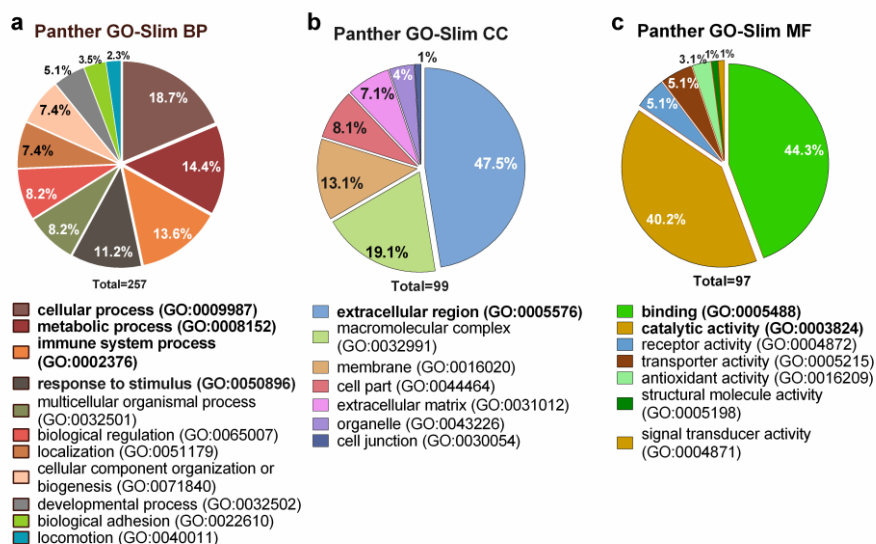 a
Panther GO-Slim BP
2.3%
3.5%
5.1%
18.7%
7.4%
7.4%
14.4%
8.2%
8.2%
13.6%
11.2%
Total=257
cellular process (GO:0009987)
metabolic process (GO:0008152)
immune system process
(GO:0002376)
response to stimulus (GO:0050896)
multicellular organismal process
(GO:0032501)
biological regulation (GO:0065007)
localization (GO:0051179)
cellular component organization or
biogenesis (GO:0071840)
developmental process (GO:0032502)
biological adhesion (GO:0022610)
locomotion (GO:0040011)
b
Panther GO-Slim CC
1%
4%
7.1%
8.1%
47.5%
13.1%
19.1%
Total=99
extracellular region (GO:0005576)
macromolecular complex
(GO:0032991)
membrane (GO:0016020)
cell part (GO:0044464)
extracellular matrix (GO:0031012)
organelle (GO:0043226)
cell junction (GO:0030054)
c
Panther GO-Slim MF
3.1% 1% 1%
5.1%
5.1%
44.3%
40.2%
Total=97
binding (GO:0005488)
catalytic activity (GO:0003824)
receptor activity (GO:0004872)
transporter activity (GO:0005215)
antioxidant activity (GO:0016209)
structural molecule activity
(GO:0005198)
signal transducer activity
(GO:0004871)